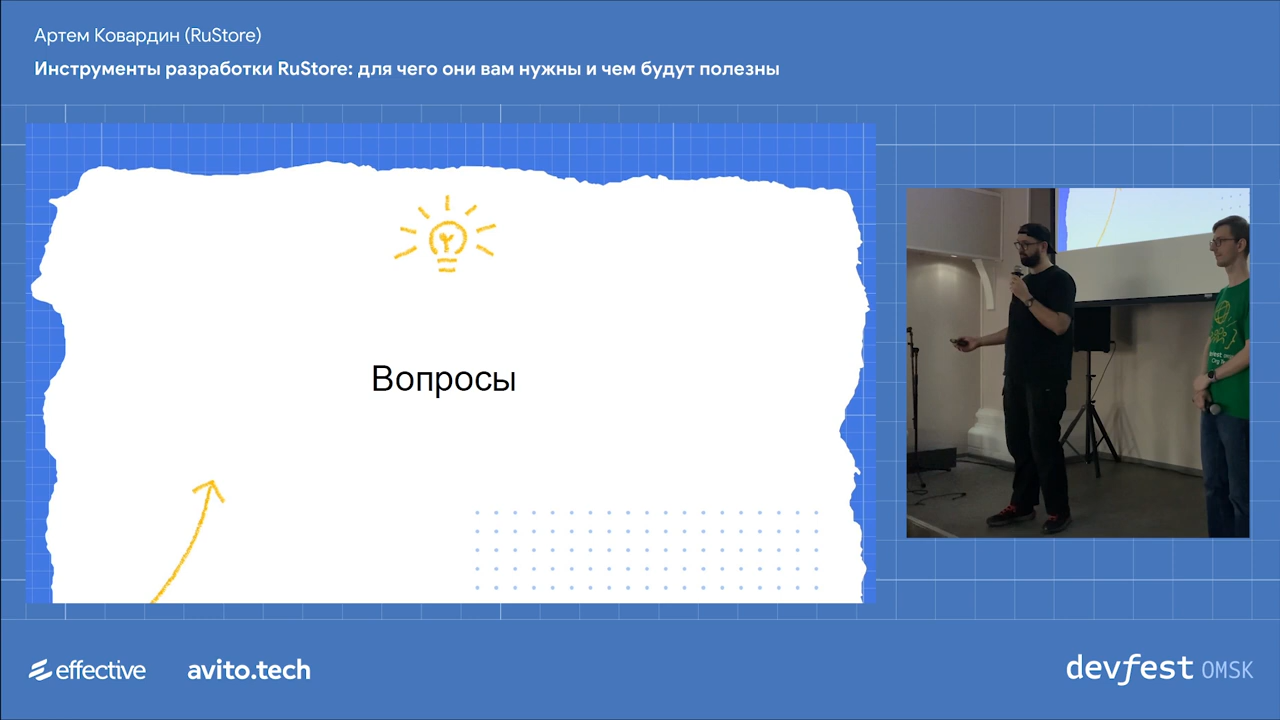 Артем Ковардин (RuStore)
Инструменты разработки RuStore: для чего они вам нужны и чем будут полезны
Вопросы
effective
avito.tech
devfest OMSK